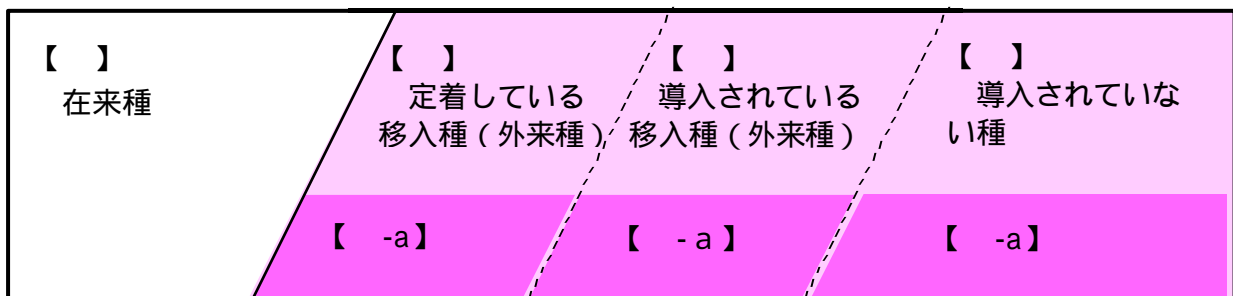 【　】
在来種
【　】
定着している
移入種（外来種）
【　】
導入されている
移入種（外来種）
【　】
導入されていな
い種
【　-a】
【　-ａ】
【　-a】